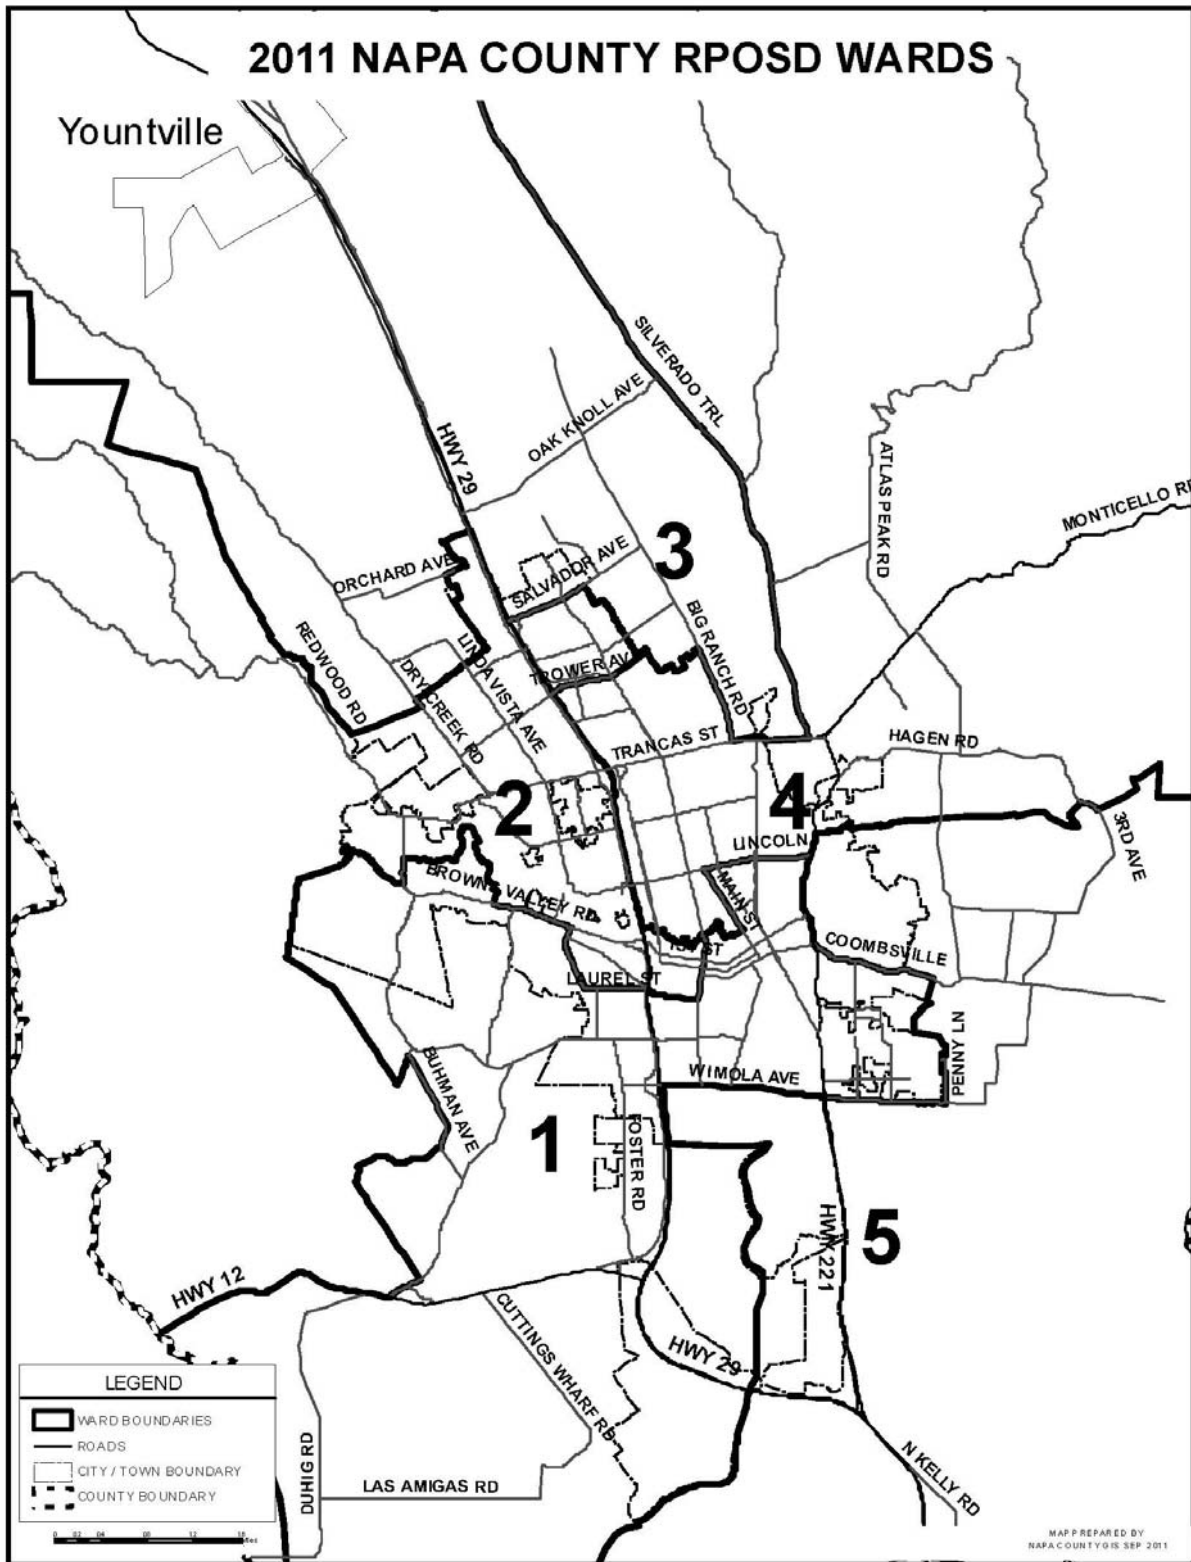 2011 NAPA COUNTY RPOSD WARDS
Yountville
SILVERADO TRL
OAK KNOLL AVE
HWY 29
ATLAS PEAK RD
MONTICELLO RD
3
SALVADOR AVE
ORCHARD AVE
BIG RANCH RD
REDWOOD RD
LINDA VISTA AVE
DRY CREEK RD
TROWER AV
TRANCAS ST
HAGEN RD
2
4
LINCOLN
3RD AVE
BROWNS VALLEY RD
MAIN ST
1ST ST
COOMBSVILLE
LAUREL ST
PENNY LN
WIMOLA AVE
BUHMAN AVE
1
FOSTER RD
HWY 221
5
HWY 12
CUTTINGS WHARF RD
HWY 29
LEGEND
WARD BOUNDARIES
ROADS
CITY / TOWN BOUNDARY
COUNTY BOUNDARY
DUHIG RD
LAS AMIGAS RD
N KELLY RD
MAP PREPARED BY
NAPA COUNTY GIS SEP 2011